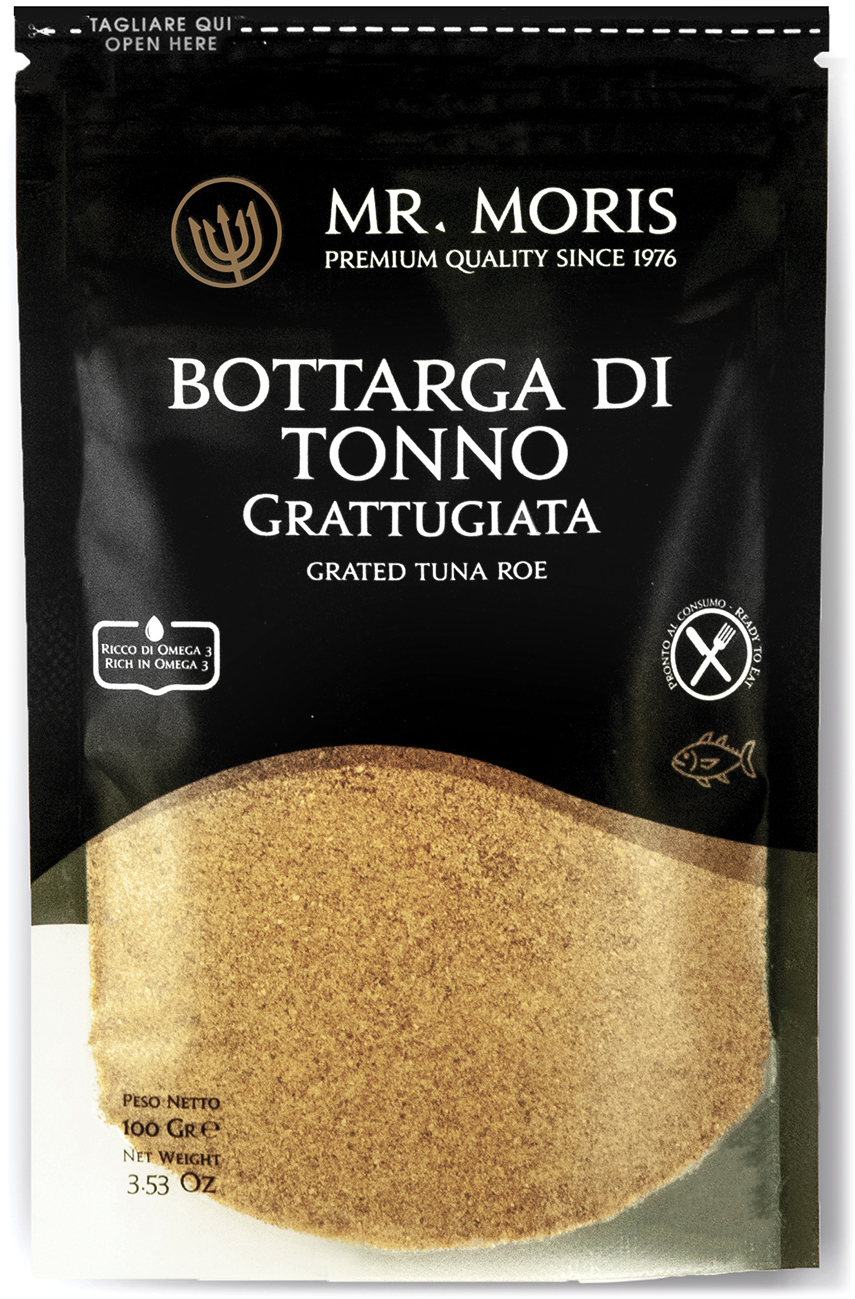 TAGLIARE QUI
OPEN HERE
MR. MORIS
PREMIUM QUALITY SINCE 1976
BOTTARGA DI
TONNO
GRATTUGIATA
GRATED TUNA ROE
RICCO DI OMEGA 3
RICH IN OMEGA 3
PRONTO AL CONSUMO - READY TO EAT
PESO NETTO
100 GR ℮
NET WEIGHT
3.53 OZ